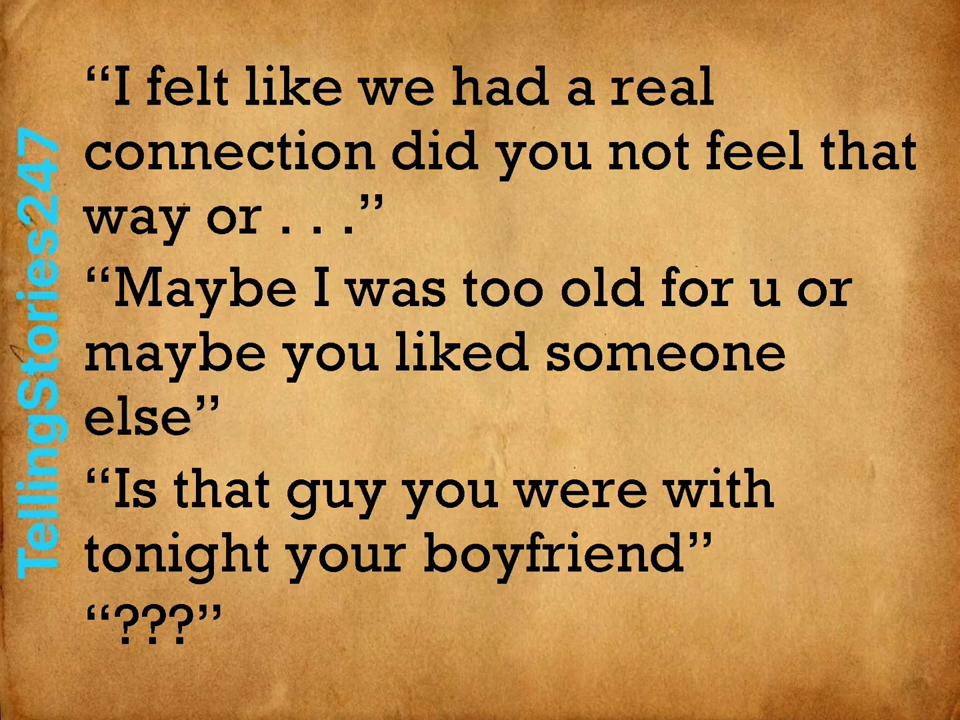 “I felt like we had a real
connection did you not feel that
way or . . .”
“Maybe I was too old for u or
maybe you liked someone
else”
“Is that guy you were with
tonight your boyfriend”
“???”
TellingStories247